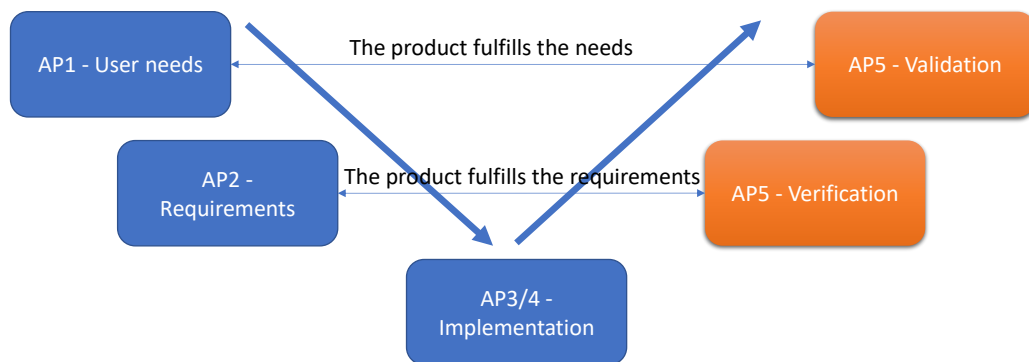 AP1 - User needs
The product fulfills the needs
AP5 - Validation
AP2 -
Requirements
The product fulfills the requirements
AP5 - Verification
AP3/4 -
Implementation